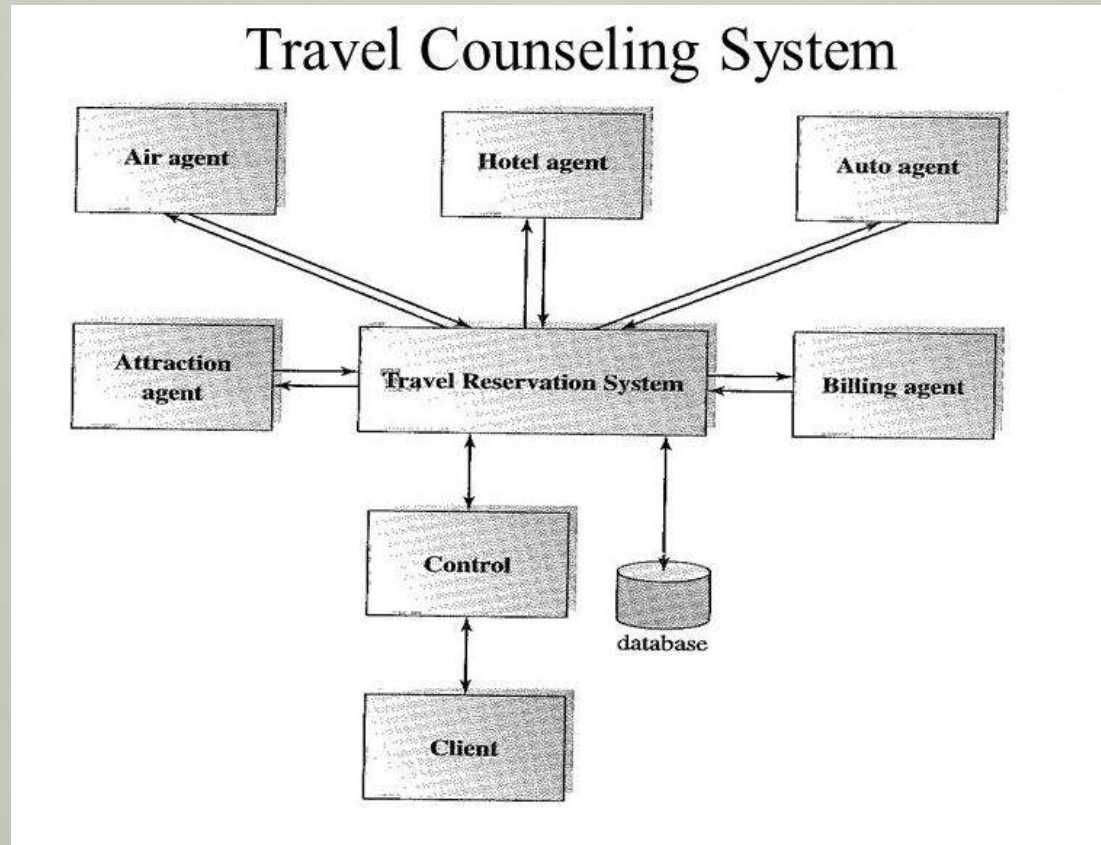 Travel Counseling System
Air agent
Hotel agent
Auto agent
Attraction
agent
Travel Reservation System
Billing agent
Control
database
Client